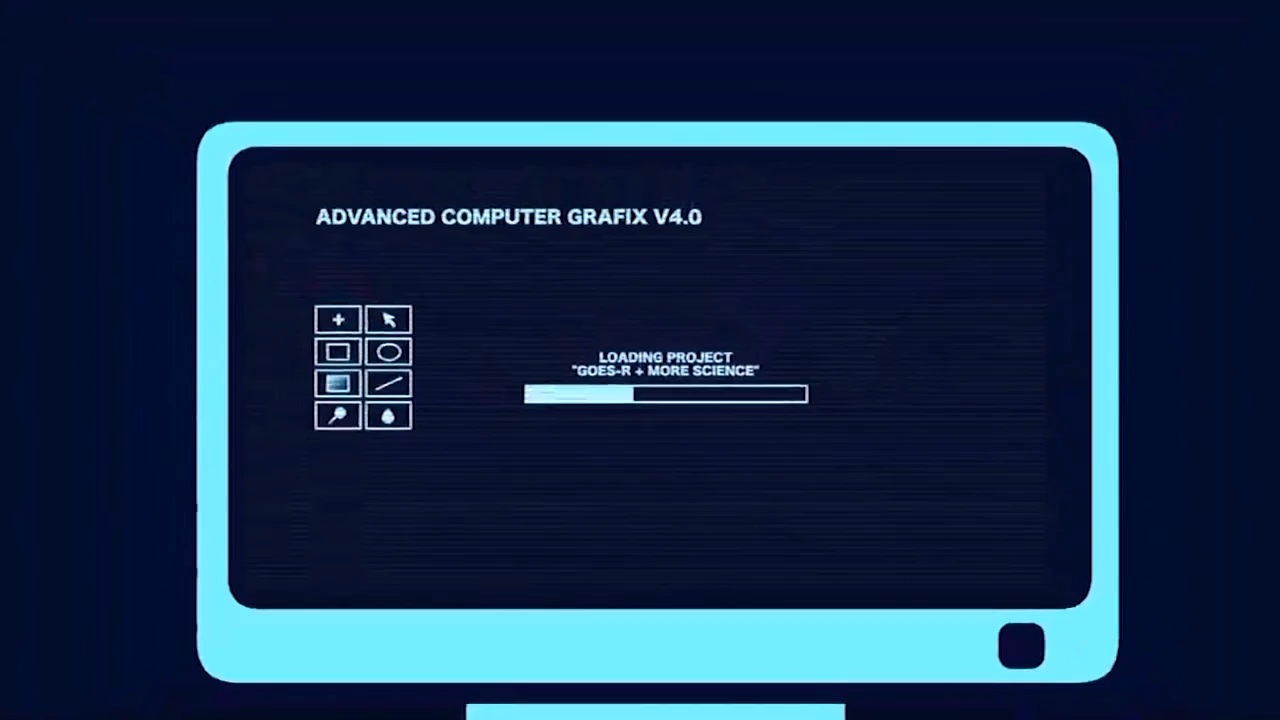 ADVANCED COMPUTER GRAFIX V4.0
LOADING PROJECT
"GOES-R + MORE SCIENCE"